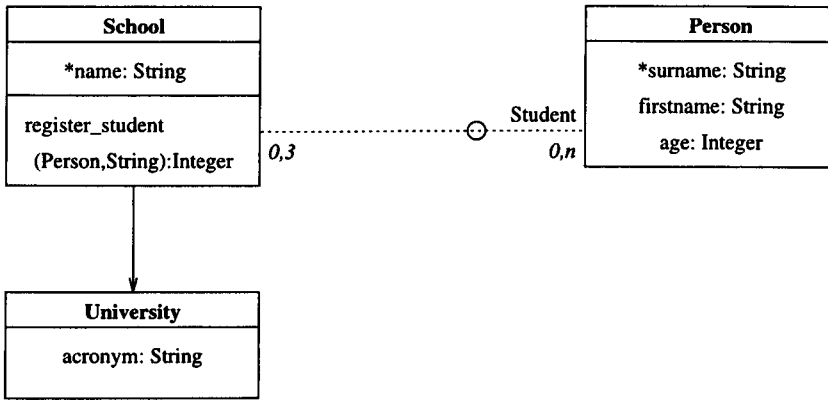 School
*name: String
register_student
(Person,String):Integer
0,3
Student
0,n
Person
*surname: String
firstname: String
age: Integer
University
acronym: String